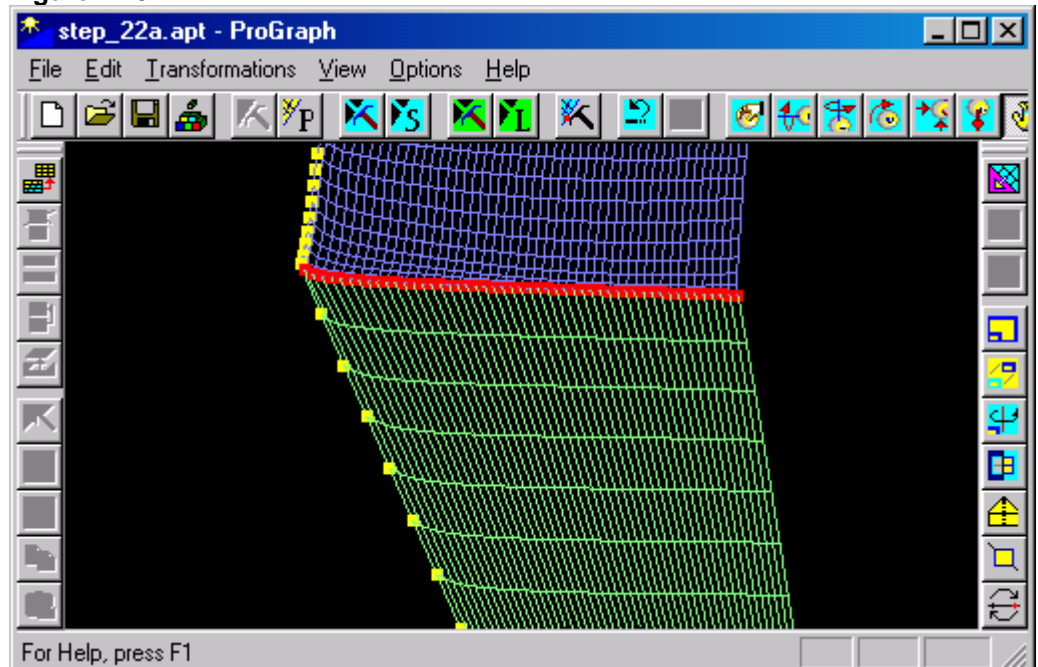 step_22a.apt - ProGraph
File Edit Transformations View Options Help
P S L
For Help, press F1